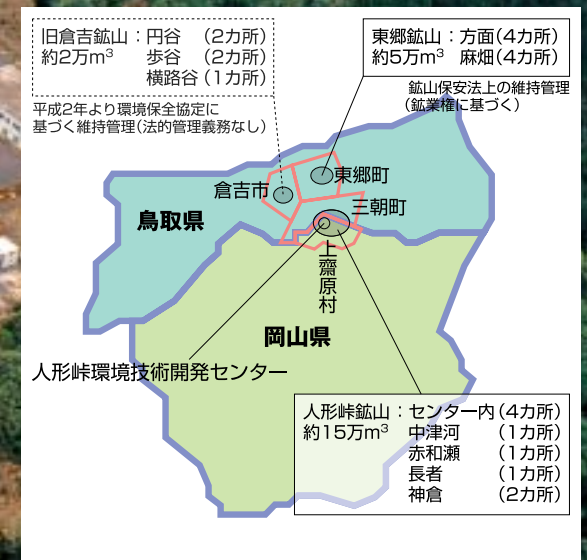 旧倉吉鉱山：円谷 （2カ所）
約2万m³ 歩谷 （2カ所）
横路谷（1カ所）
平成2年より環境保全協定に
基づく維持管理（法的管理義務なし）
東郷鉱山：方面（4カ所）
約5万m³ 麻畑（4カ所）
鉱山保安法上の維持管理
（鉱業権に基づく）
東郷町
倉吉市
三朝町
鳥取県
上齋原村
岡山県
人形峠環境技術開発センター
人形峠鉱山：センター内（4カ所）
約15万m³ 中津河 （1カ所）
赤和瀬 （1カ所）
長者 （1カ所）
神倉 （2カ所）